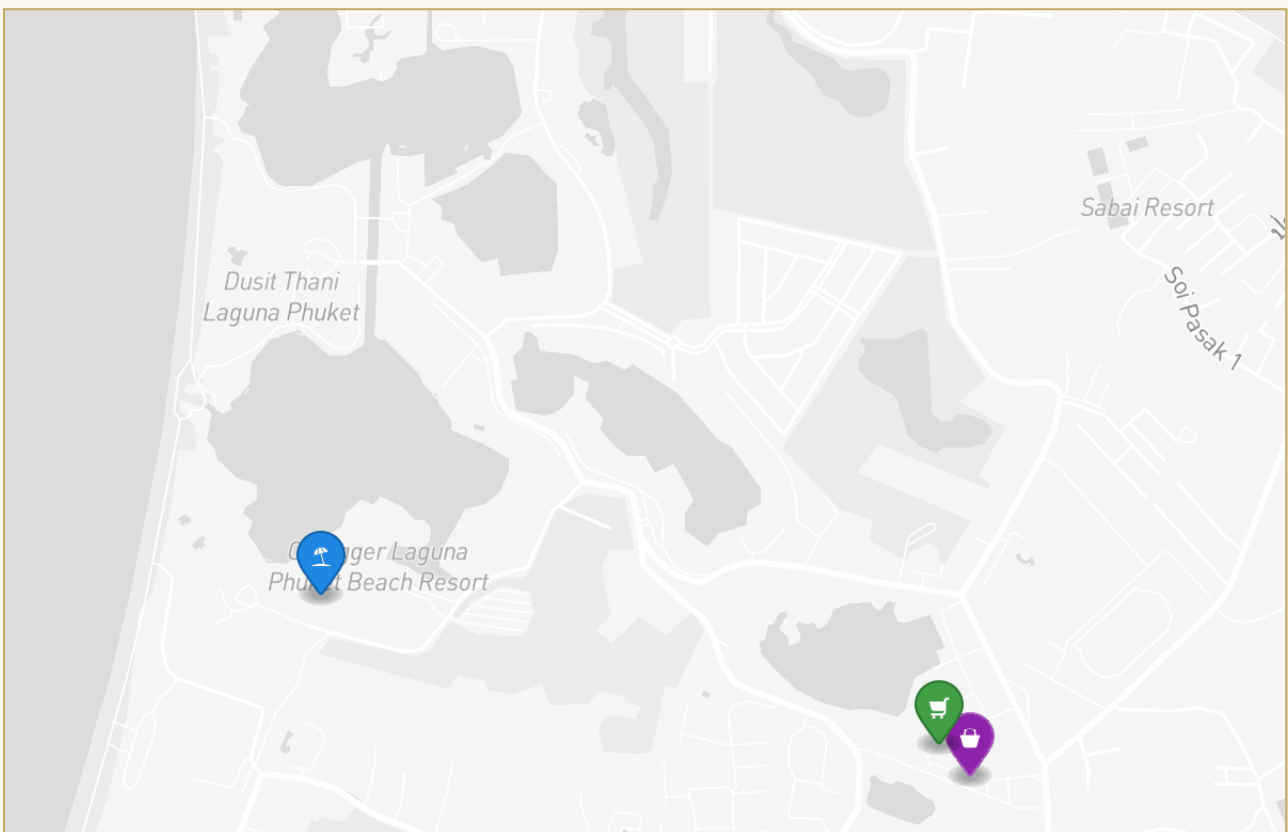 Sabai Resort
Dusit Thani
Laguna Phuket
Soi Pasak 1
Laguna
Beach Resort